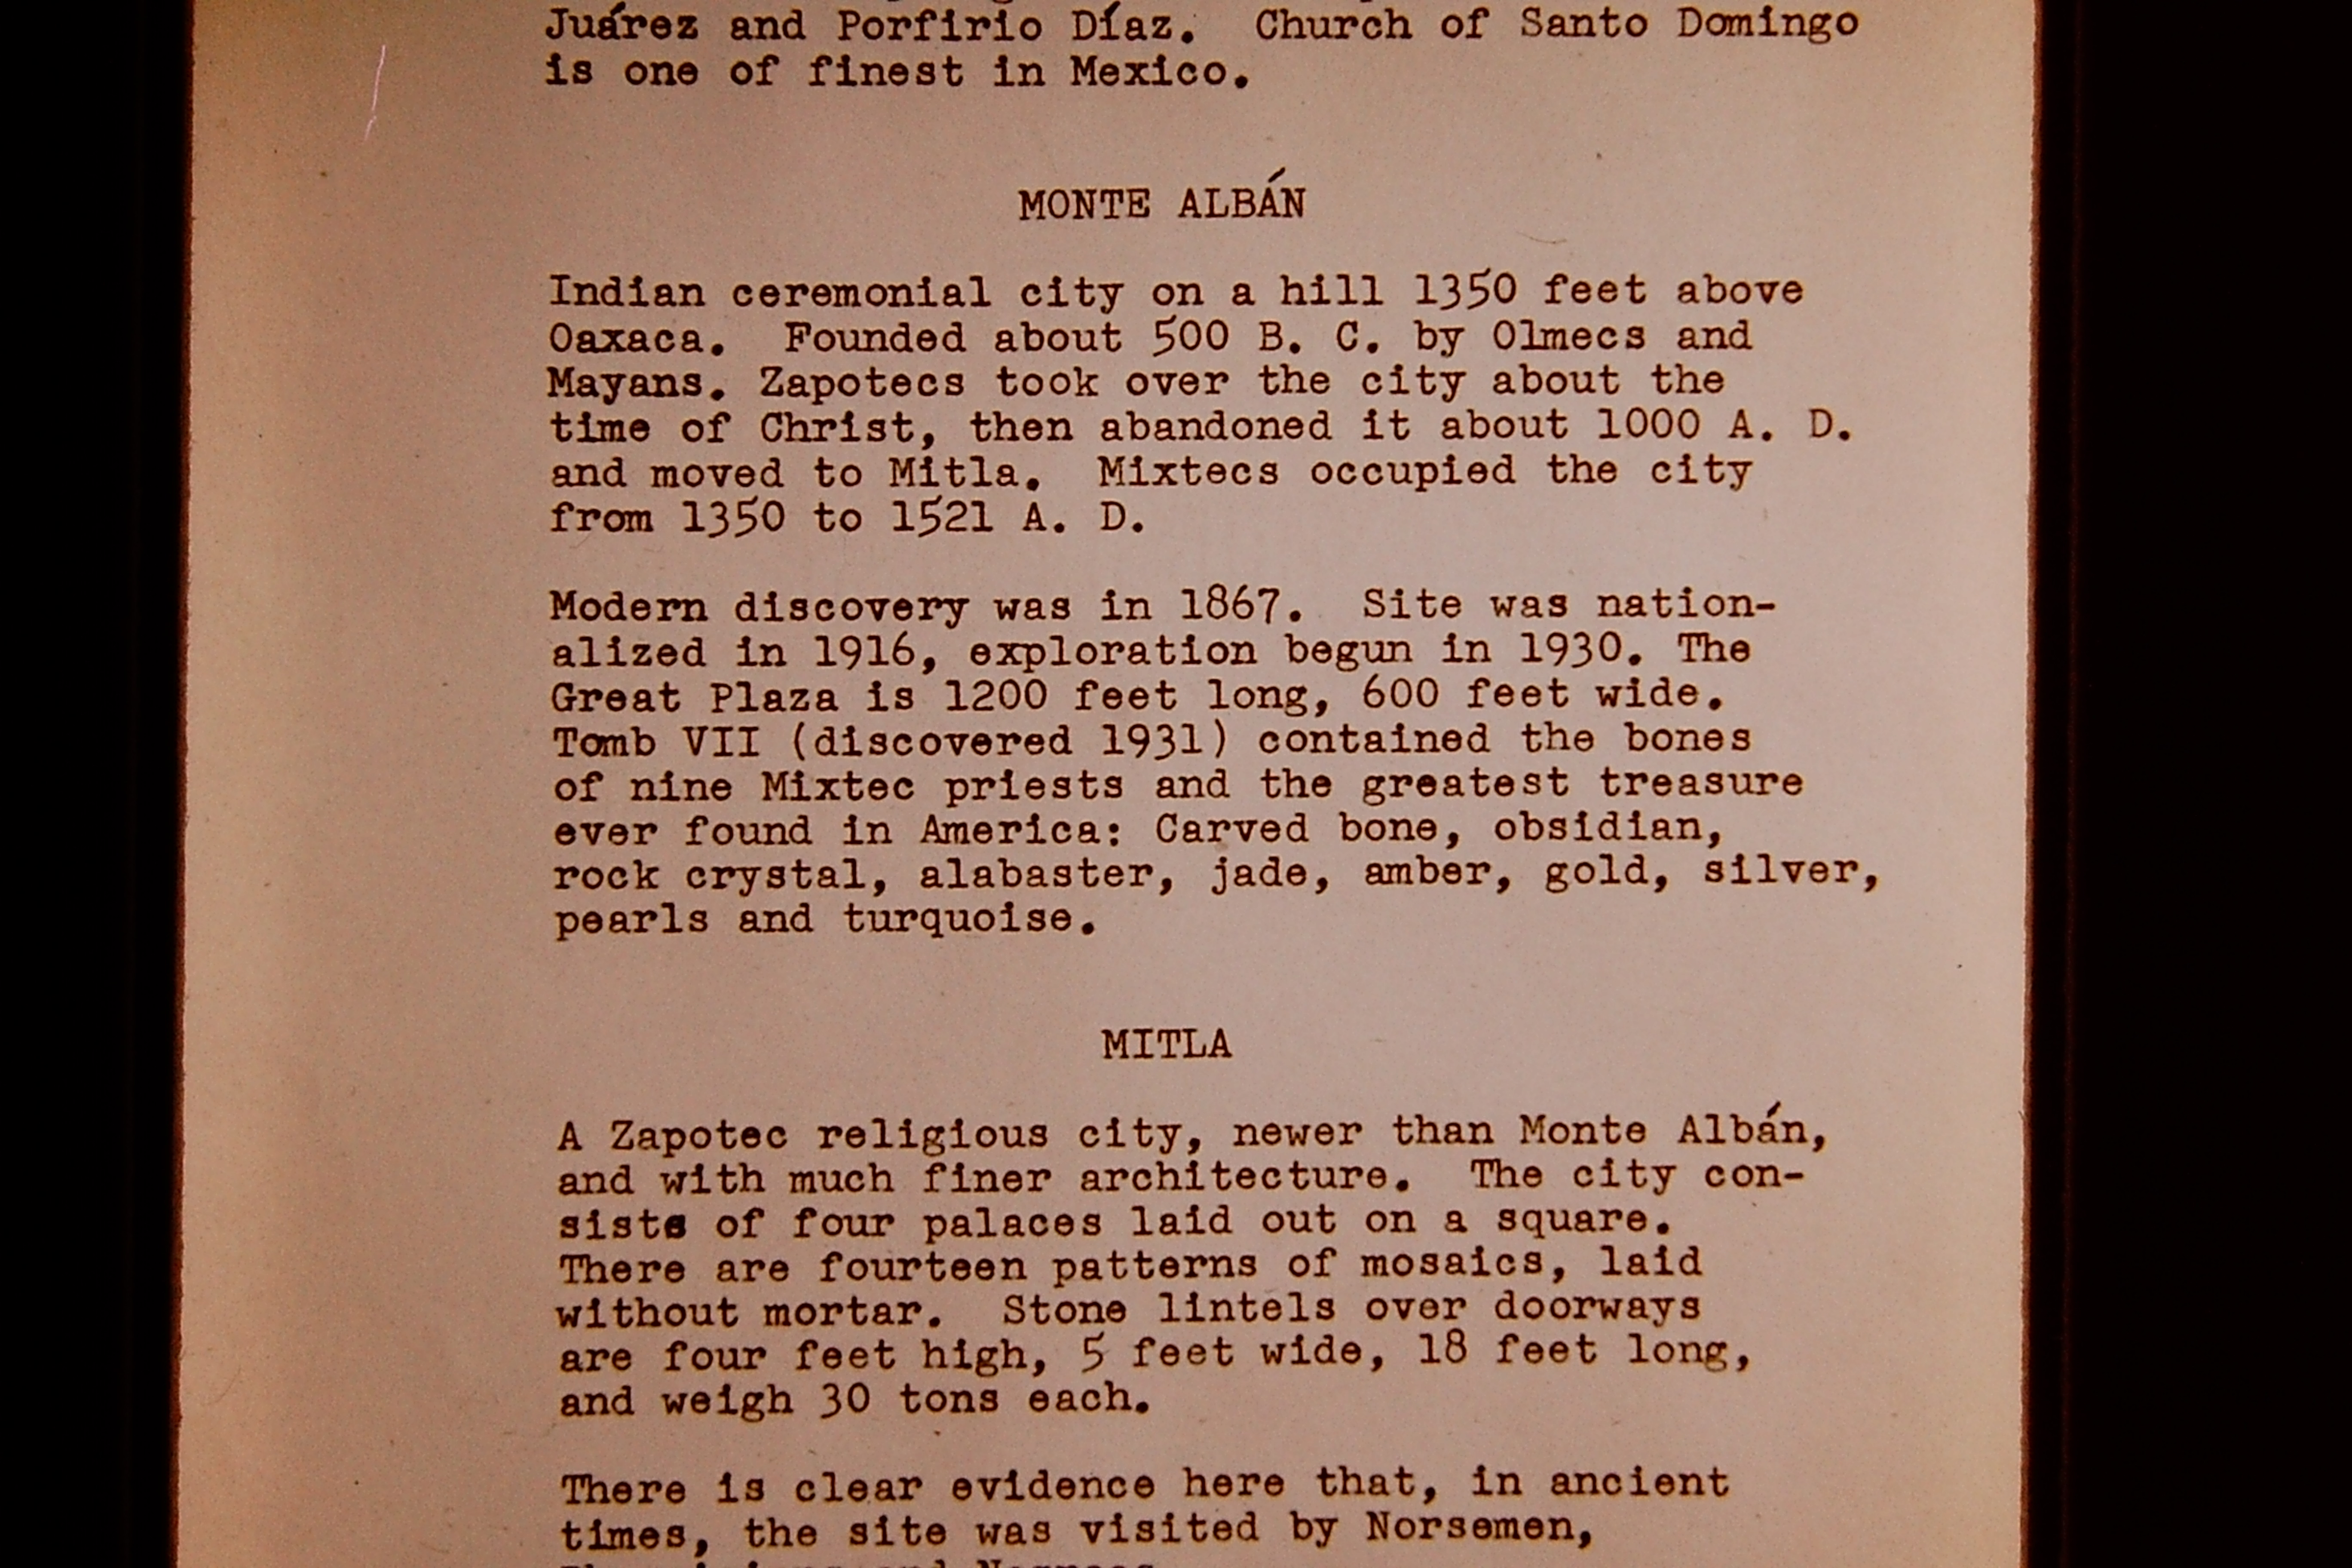 Juárez and Porfirio Díaz. Church of Santo Domingo
is one of finest in Mexico.
MONTE ALBÁN
Indian ceremonial city on a hill 1350 feet above
Oaxaca. Founded about 500 B. C. by Olmecs and
Mayans. Zapotecs took over the city about the
time of Christ, then abandoned it about 1000 A. D.
and moved to Mitla. Mixtecs occupied the city
from 1350 to 1521 A. D.
Modern discovery was in 1867. Site was nation-
alized in 1916, exploration begun in 1930. The
Great Plaza is 1200 feet long, 600 feet wide.
Tomb VII (discovered 1931) contained the bones
of nine Mixtec priests and the greatest treasure
ever found in America: Carved bone, obsidian,
rock crystal, alabaster, jade, amber, gold, silver,
pearls and turquoise.
MITLA
A Zapotec religious city, newer than Monte Albán,
and with much finer architecture. The city con-
sists of four palaces laid out on a square.
There are fourteen patterns of mosaics, laid
without mortar. Stone lintels over doorways
are four feet high, 5 feet wide, 18 feet long,
and weigh 30 tons each.
There is clear evidence here that, in ancient
times, the site was visited by Norsemen,